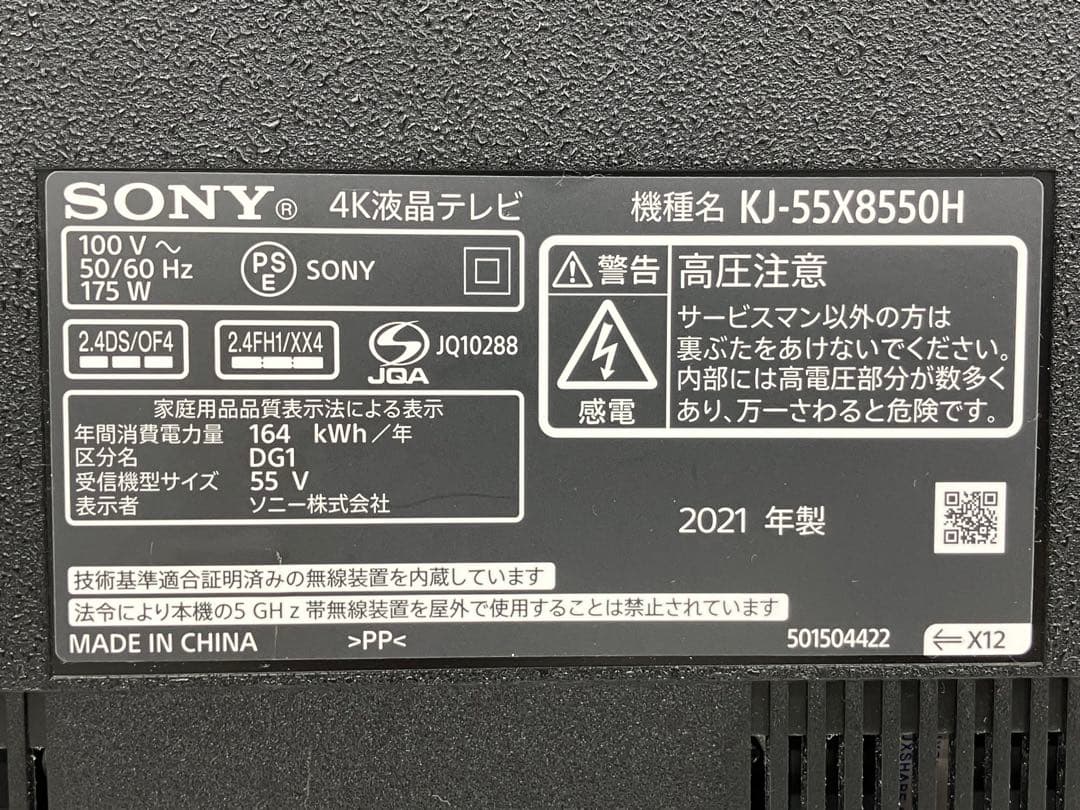 SONY® 4K液晶テレビ
機種名 KJ-55X8550H
100 V ～
50/60 Hz
175 W
PSE SONY
2.4DS/OF4
2.4FH1/XX4
JQA
JQ10288
家庭用品品質表示法による表示
年間消費電力量 164 kWh／年
区分名 DG1
受信機型サイズ 55 V
表示者 ソニー株式会社
警告
感電
高圧注意
サービスマン以外の方は
裏ぶたをあけないでください。
内部には高電圧部分が数多く
あり、万一さわると危険です。
2021 年製
技術基準適合証明済みの無線装置を内蔵しています
法令により本機の5 GHz帯無線装置を屋外で使用することは禁止されています
MADE IN CHINA >PP<
501504422
⇐ X12